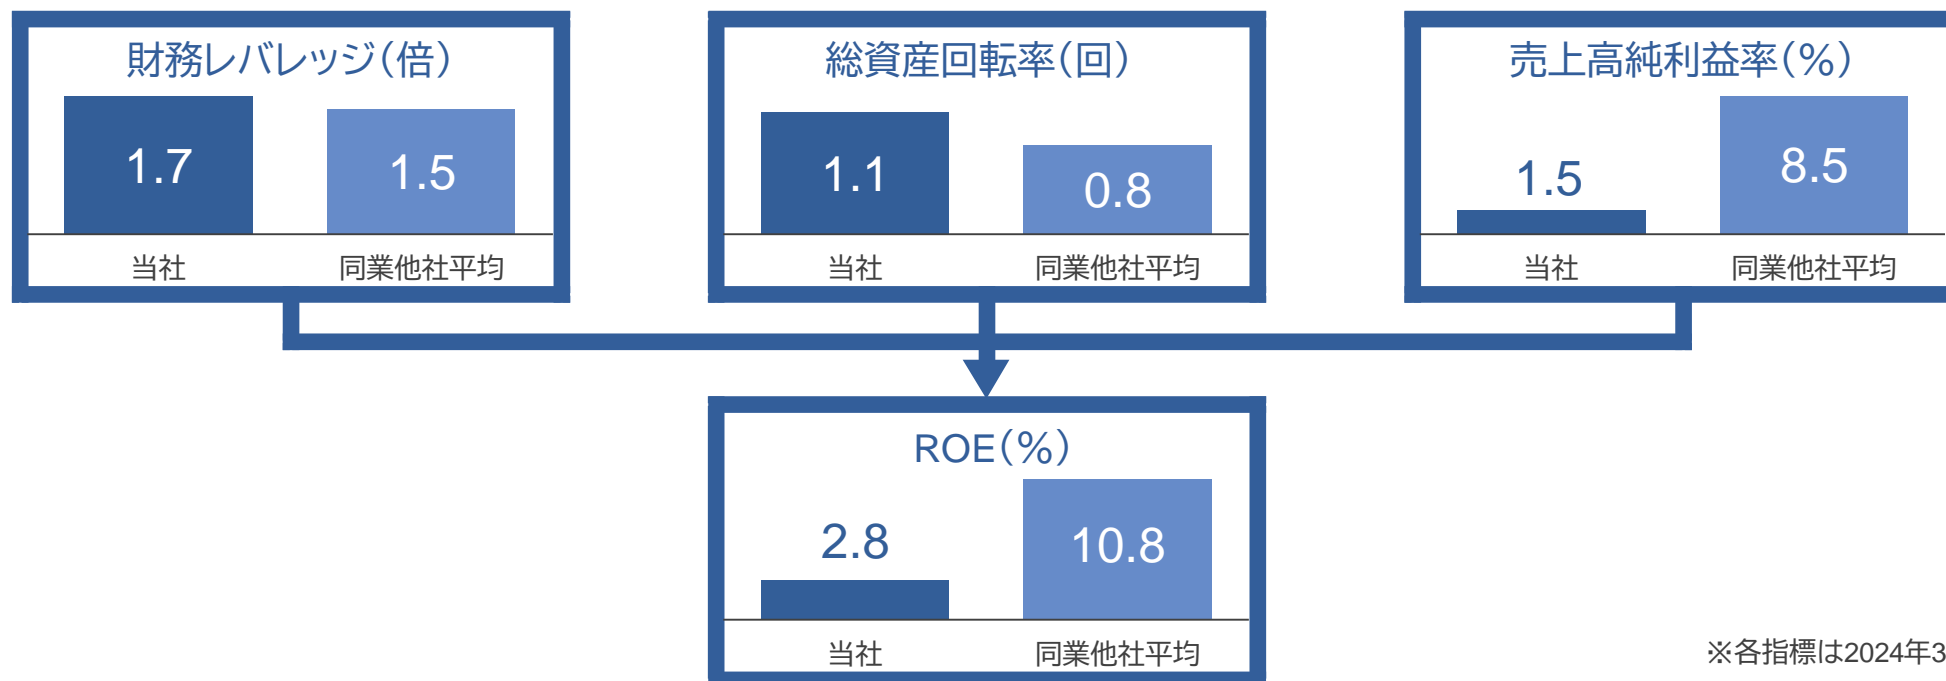 財務レバレッジ(倍)
1.7
1.5
当社
同業他社平均
総資産回転率(回)
1.1
0.8
当社
同業他社平均
売上高純利益率(%)
1.5
8.5
当社
同業他社平均
ROE(%)
2.8
10.8
当社
同業他社平均
※各指標は2024年3